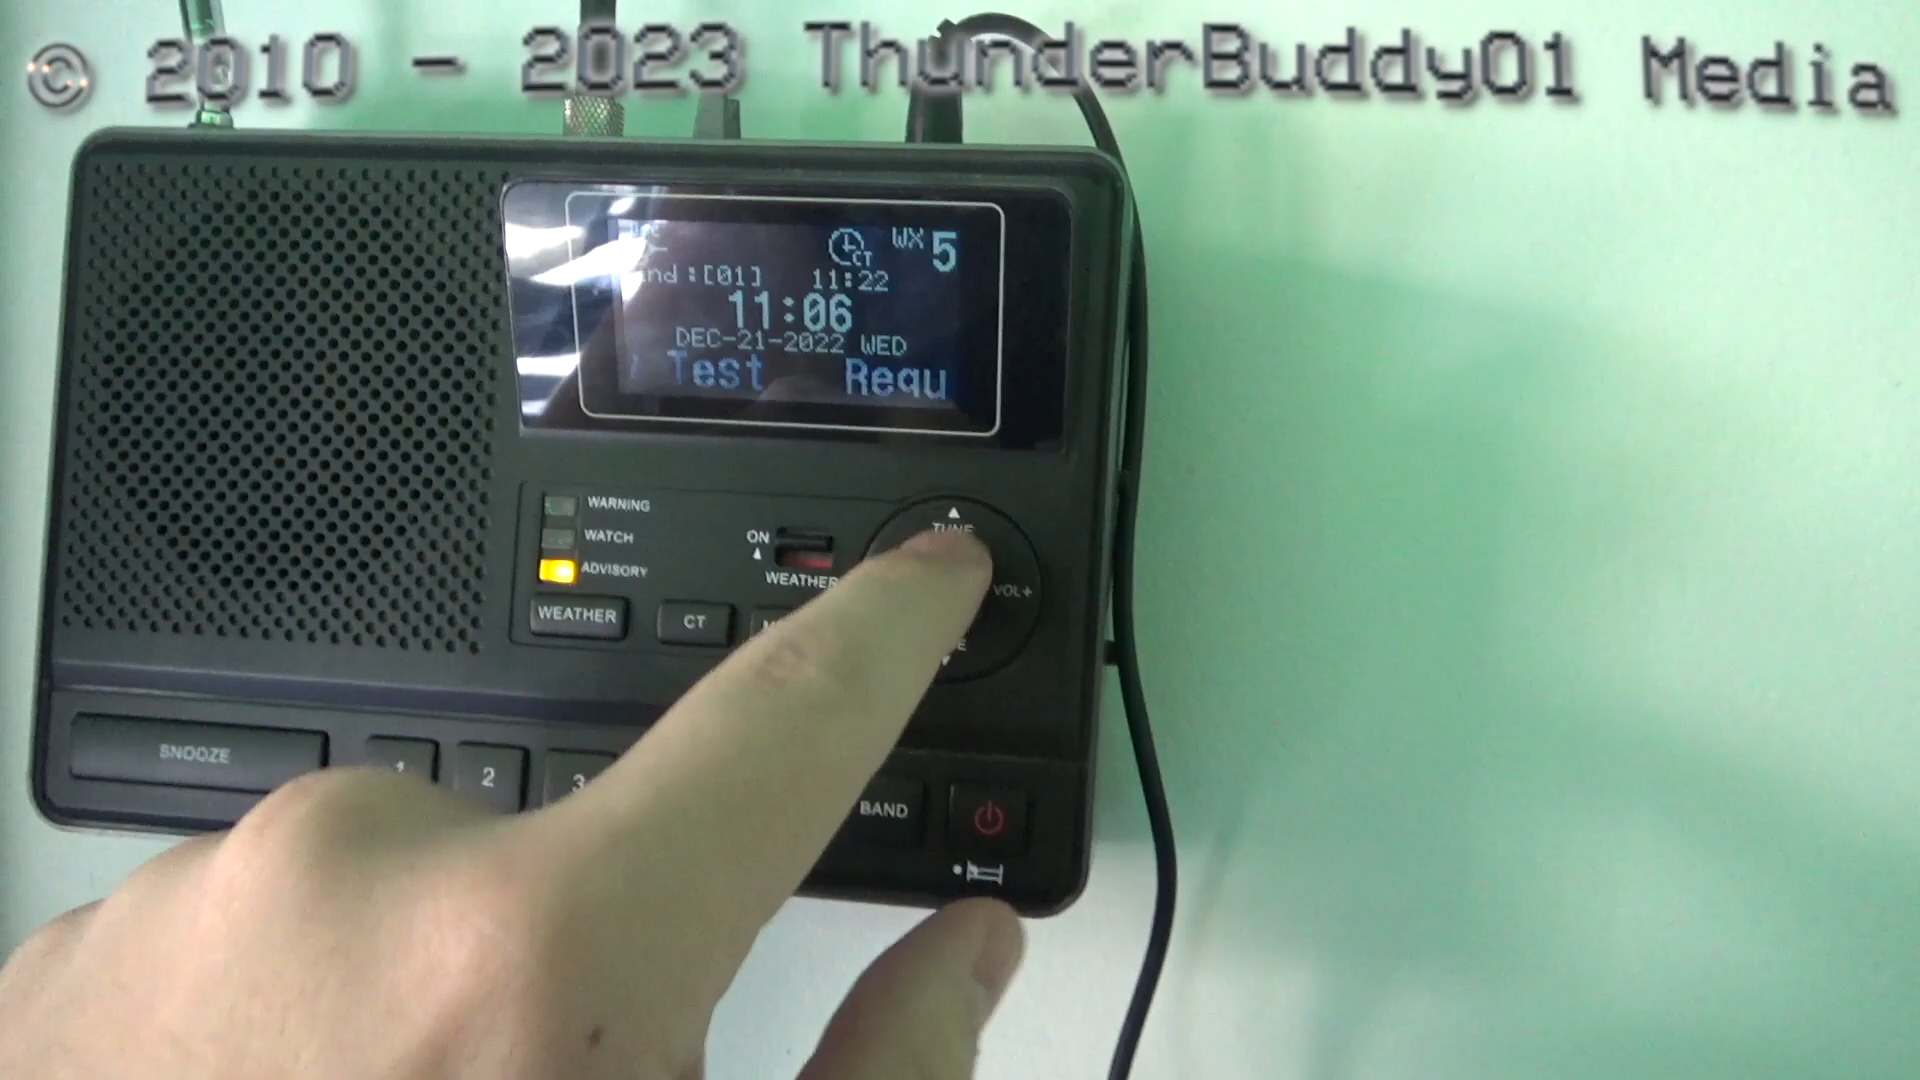 © 2010 - 2023 ThunderBuddy01 Media
WX 5
CT
nd:[01] 11:22
11:06
DEC-21-2022 WED
Test Requ
WARNING
WATCH
ADVISORY
ON
WEATHER
TUNE
VOL+
WEATHER
CT
SNOOZE
1
2
3
BAND